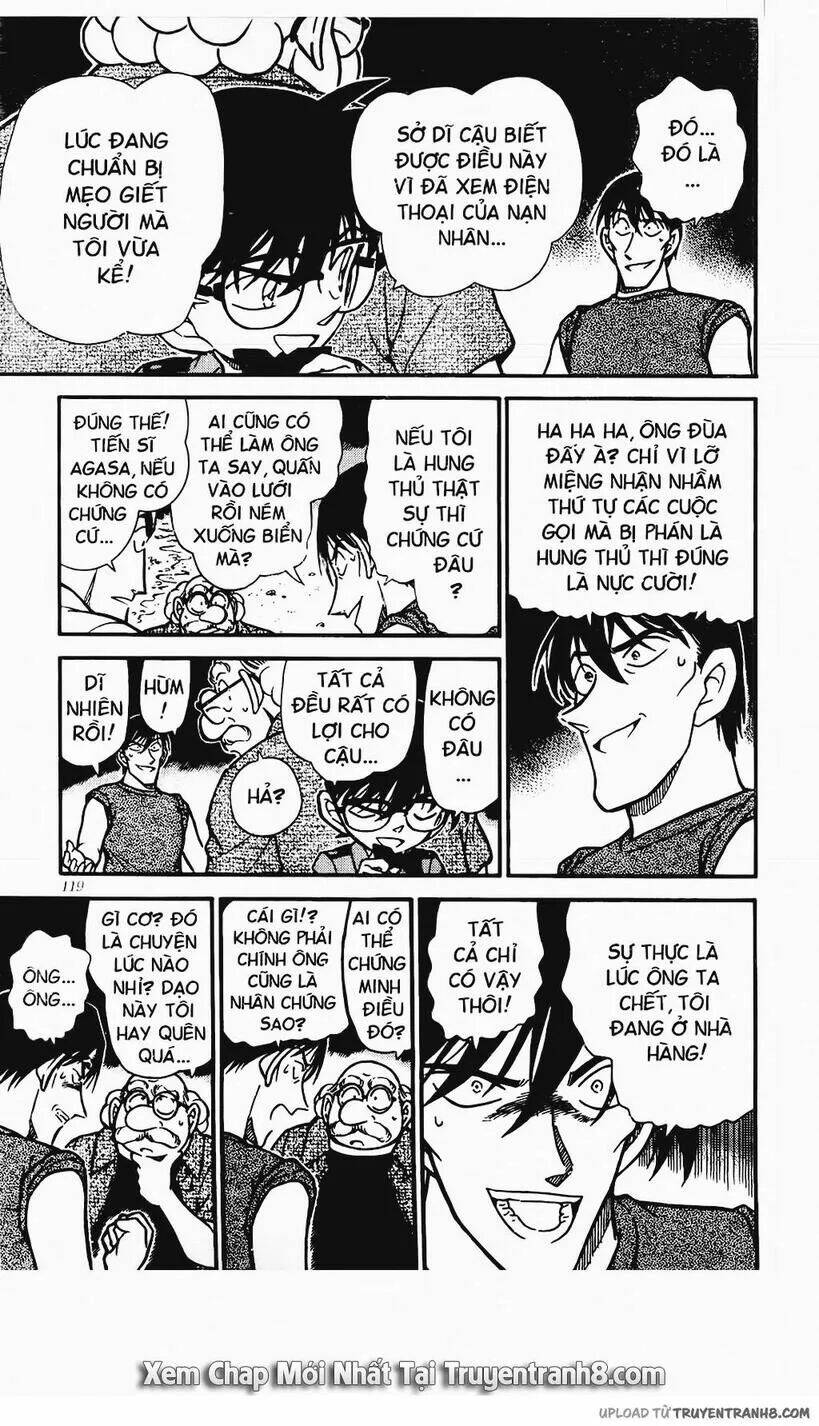 ĐÓ...
ĐÓ LÀ
...
SỞ DĨ CẬU BIẾT
ĐƯỢC ĐIỀU NÀY
VÌ ĐÃ XEM ĐIỆN
THOẠI CỦA NẠN
NHÂN...
LÚC ĐANG
CHUẨN BỊ
MẸO GIẾT
NGƯỜI MÀ
TÔI VỪA
KỂ!
HA HA HA, ÔNG ĐÙA
ĐẤY À? CHỈ VÌ LỠ
MIỆNG NHẬN NHẦM
THỨ TỰ CÁC CUỘC
GỌI MÀ BỊ PHÁN LÀ
HUNG THỦ THÌ ĐÚNG
LÀ NỰC CƯỜI!
NẾU TÔI
LÀ HUNG
THỦ THẬT
SỰ THÌ
CHỨNG CỨ
ĐÂU
?
AI CŨNG CÓ
THỂ LÀM ÔNG
TA SAY, QUẤN
VÀO LƯỚI
RỒI NÉM
XUỐNG BIỂN
MÀ?
ĐÚNG THẾ!
TIẾN SĨ
AGASA, NẾU
KHÔNG CÓ
CHỨNG
CỨ...
KHÔNG
CÓ
ĐÂU
...
TẤT CẢ
ĐỀU RẤT CÓ
LỢI CHO
CẬU...
HẢ?
HÙM
!
DĨ
NHIÊN
RỒI!
119
SỰ THỰC LÀ
LÚC ÔNG TA
CHẾT, TÔI
ĐANG Ở NHÀ
HÀNG!
TẤT
CẢ CHỈ
CÓ VẬY
THÔI!
AI CÓ
THỂ
CHỨNG
MINH
ĐIỀU
ĐÓ?
CÁI GÌ!?
KHÔNG PHẢI
CHÍNH ÔNG
CŨNG LÀ
NHÂN CHỨNG
SAO?
GÌ CƠ? ĐÓ
LÀ CHUYỆN
LÚC NÀO
NHỈ? DẠO
NÀY TÔI
HAY QUÊN
QUÁ...
ÔNG...
ÔNG...
Xem Chap Mới Nhất Tại Truyentranh8.com
UPLOAD TỪ TRUYENTRANH8.COM